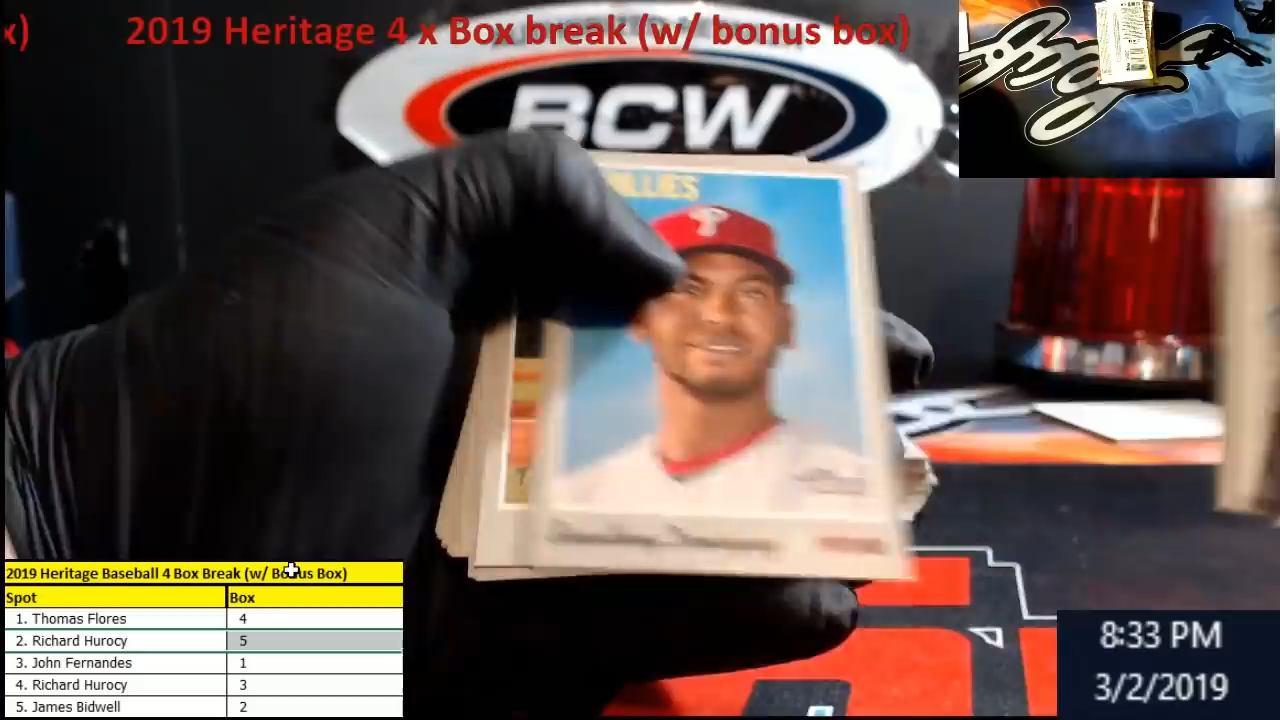 x)
2019 Heritage 4 x Box break (w/ bonus box)
BCW
2019 Heritage Baseball 4 Box Break (w/ Bonus Box)
Spot Box
1. Thomas Flores 4
2. Richard Hurocy 5
3. John Fernandes 1
4. Richard Hurocy 3
5. James Bidwell 2
8:33 PM
3/2/2019